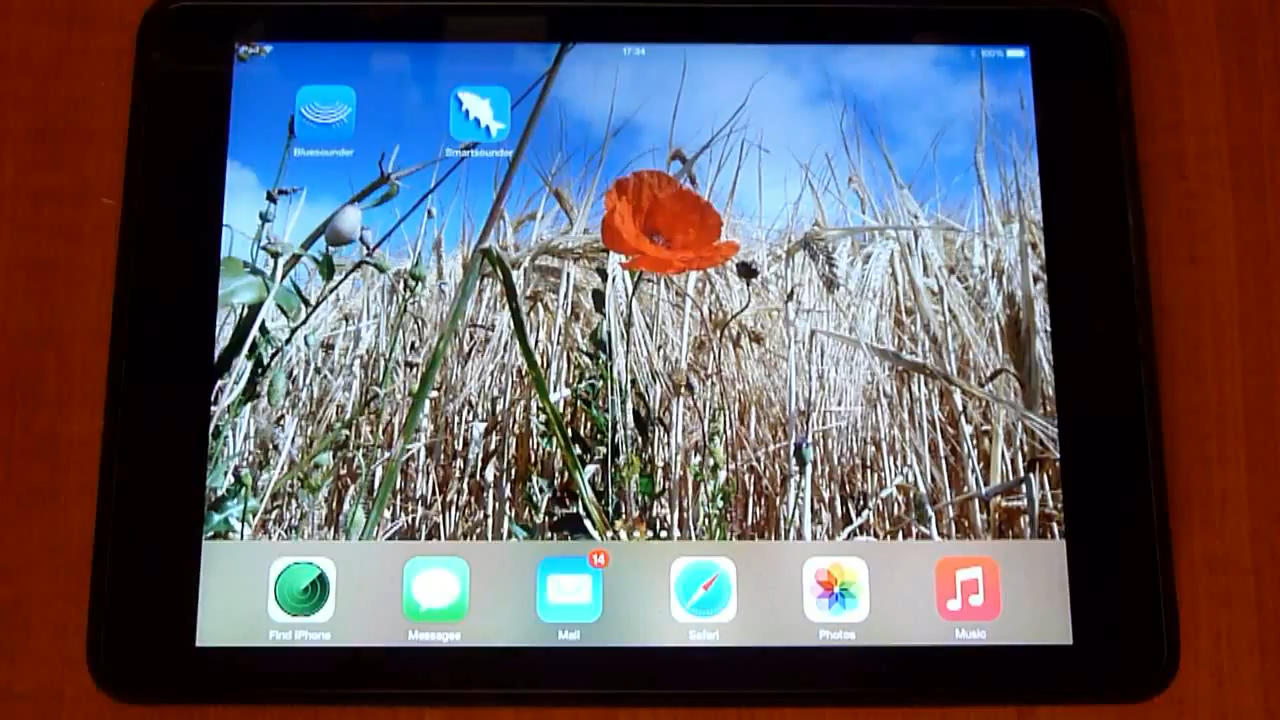 iPad 17:34 100%
Bluesounder Smartsounder
14
Find iPhone Messages Mail Safari Photos Music